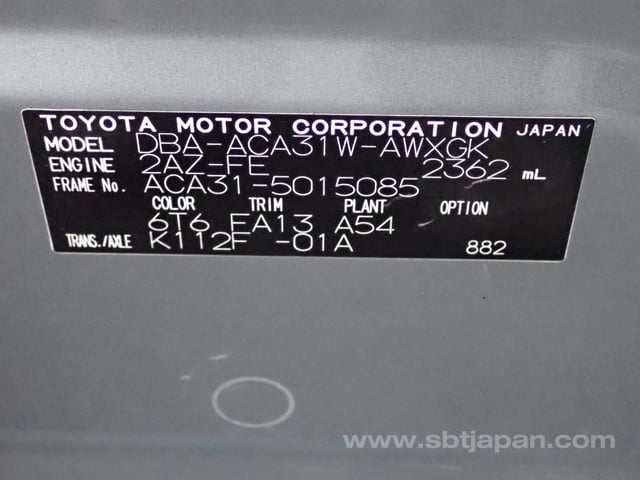 TOYOTA MOTOR CORPORATION JAPAN
MODEL DBA-ACA31W-AWXGK
ENGINE 2AZ-FE 2362 mL
FRAME No. ACA31-5015085
COLOR TRIM PLANT OPTION
6T6 FA13 A54
TRANS./AXLE K112F -01A 882
www.sbtjapan.com